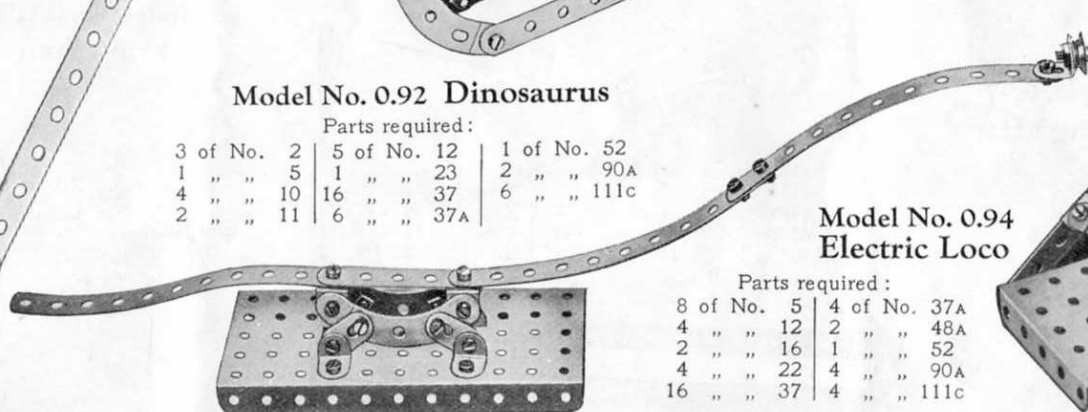 Model No. 0.92 Dinosaurus
Parts required:
3 of No. 2 | 5 of No. 12 | 1 of No. 52
1 ,, ,, 5 | 1 ,, ,, 23 | 2 ,, ,, 90A
4 ,, ,, 10 | 16 ,, ,, 37 | 6 ,, ,, 111C
2 ,, ,, 11 | 6 ,, ,, 37A
Model No. 0.94
Electric Loco
Parts required:
8 of No. 5 | 4 of No. 37A
4 ,, ,, 12 | 2 ,, ,, 48A
2 ,, ,, 16 | 1 ,, ,, 52
4 ,, ,, 22 | 4 ,, ,, 90A
16 ,, ,, 37 | 4 ,, ,, 111C